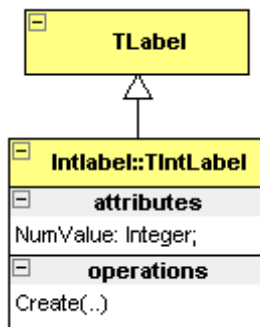 TLabel
Intlabel::TIntLabel
attributes
NumValue: Integer;
operations
Create(..)